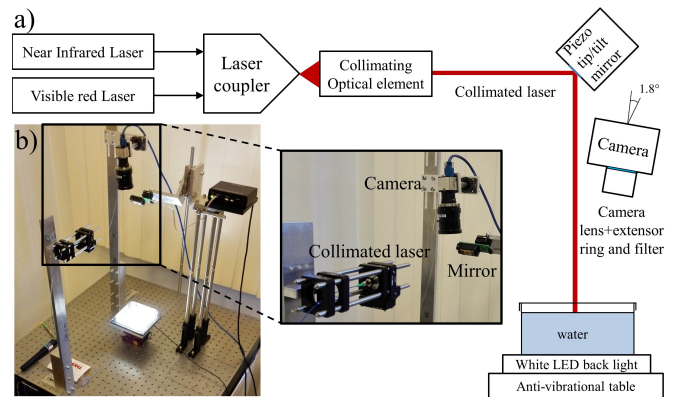 a)
Near Infrared Laser
Visible red Laser
Laser
coupler
Collimating
Optical element
Collimated laser
Piezo
tip/tilt
mirror
1.8°
Camera
Camera
lens+extensor
ring and filter
water
White LED back light
Anti-vibrational table
b)
Camera
Collimated laser
Mirror